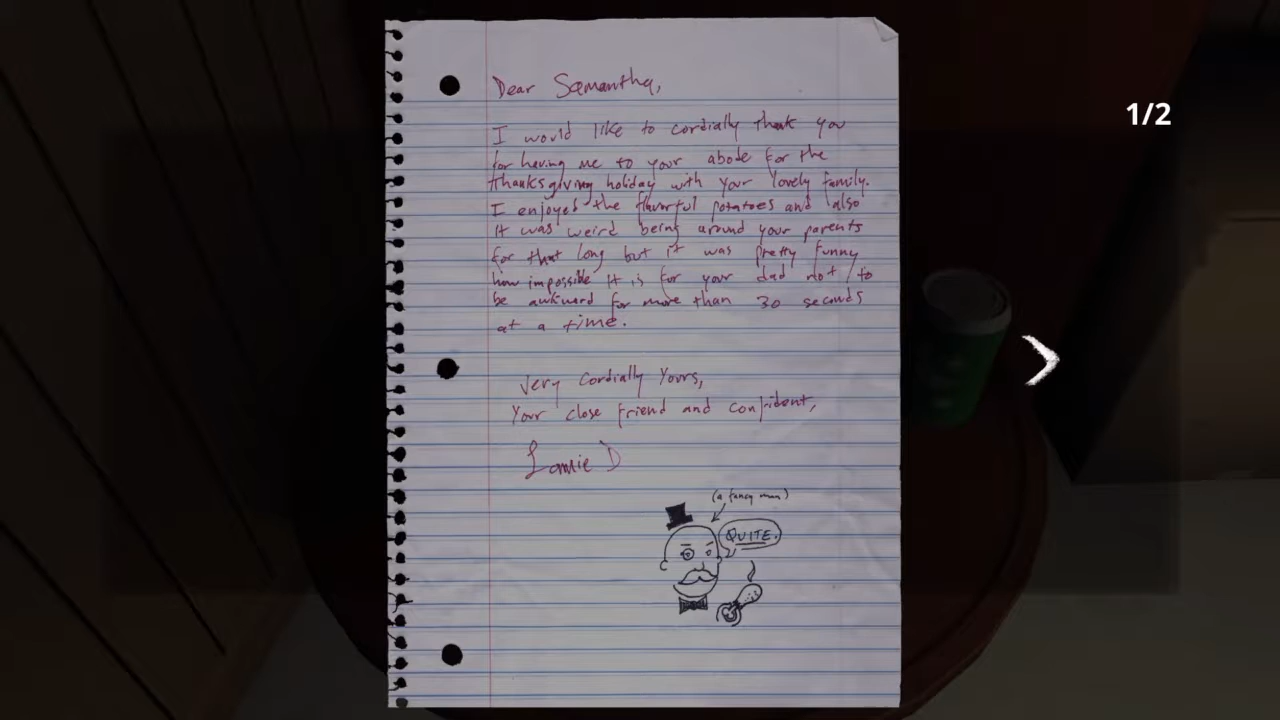 1/2
Dear Samantha,
I would like to cordially thank you
for having me to your abode for the
thanksgiving holiday with your lovely family.
I enjoyed the flavorful potatoes and also
it was weird being around your parents
for that long but it was pretty funny
how impossible it is for your dad not to
be awkward for more than 30 seconds
at a time.
Very Cordially Yours,
Your close friend and confident,
Lonnie D
(a fancy man)
QUITE.